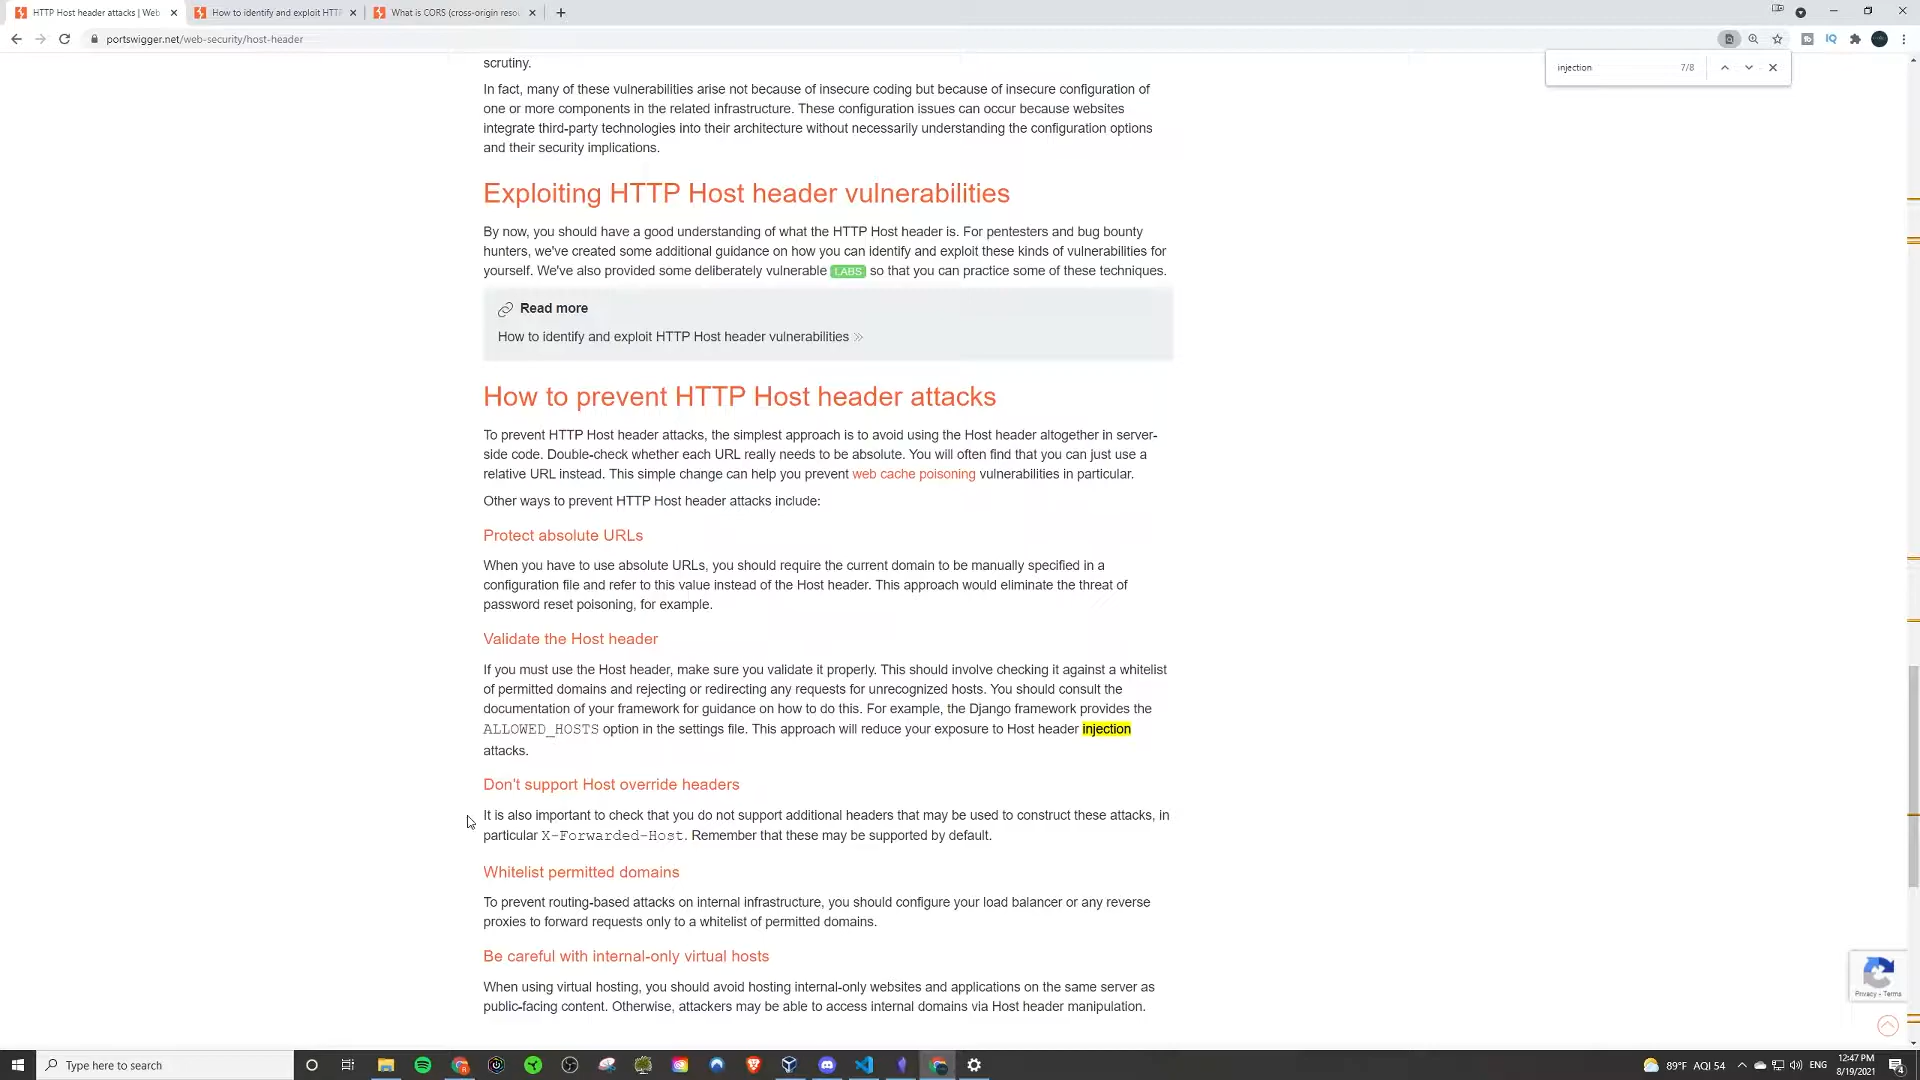 HTTP Host header attacks | Web
How to identify and exploit HTTP
What is CORS (cross-origin reso
portswigger.net/web-security/host-header
IQ
injection
7/8
scrutiny.
In fact, many of these vulnerabilities arise not because of insecure coding but because of insecure configuration of
one or more components in the related infrastructure. These configuration issues can occur because websites
integrate third-party technologies into their architecture without necessarily understanding the configuration options
and their security implications.
Exploiting HTTP Host header vulnerabilities
By now, you should have a good understanding of what the HTTP Host header is. For pentesters and bug bounty
hunters, we've created some additional guidance on how you can identify and exploit these kinds of vulnerabilities for
yourself. We've also provided some deliberately vulnerable LABS so that you can practice some of these techniques.
Read more
How to identify and exploit HTTP Host header vulnerabilities
How to prevent HTTP Host header attacks
To prevent HTTP Host header attacks, the simplest approach is to avoid using the Host header altogether in server-
side code. Double-check whether each URL really needs to be absolute. You will often find that you can just use a
relative URL instead. This simple change can help you prevent web cache poisoning vulnerabilities in particular.
Other ways to prevent HTTP Host header attacks include:
Protect absolute URLs
When you have to use absolute URLs, you should require the current domain to be manually specified in a
configuration file and refer to this value instead of the Host header. This approach would eliminate the threat of
password reset poisoning, for example.
Validate the Host header
If you must use the Host header, make sure you validate it properly. This should involve checking it against a whitelist
of permitted domains and rejecting or redirecting any requests for unrecognized hosts. You should consult the
documentation of your framework for guidance on how to do this. For example, the Django framework provides the
ALLOWED_HOSTS option in the settings file. This approach will reduce your exposure to Host header injection
attacks.
Don't support Host override headers
It is also important to check that you do not support additional headers that may be used to construct these attacks, in
particular X-Forwarded-Host. Remember that these may be supported by default.
Whitelist permitted domains
To prevent routing-based attacks on internal infrastructure, you should configure your load balancer or any reverse
proxies to forward requests only to a whitelist of permitted domains.
Be careful with internal-only virtual hosts
When using virtual hosting, you should avoid hosting internal-only websites and applications on the same server as
public-facing content. Otherwise, attackers may be able to access internal domains via Host header manipulation.
Privacy - Terms
Type here to search
89°F AQI 54
ENG
12:47 PM
8/19/2021
4